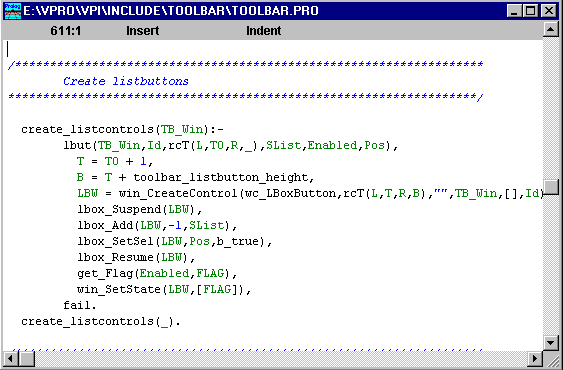 E:\VPRO\VPI\INCLUDE\TOOLBAR\TOOLBAR.PRO
611:1 Insert Indent
/******************************************************************
Create listbuttons
******************************************************************/
create_listcontrols(TB_Win):-
lbut(TB_Win,Id,rcT(L,T0,R,_),SList,Enabled,Pos),
T = T0 + 1,
B = T + toolbar_listbutton_height,
LBW = win_CreateControl(wc_LBoxButton,rcT(L,T,R,B),"",TB_Win,[],Id)
lbox_Suspend(LBW),
lbox_Add(LBW,-1,SList),
lbox_SetSel(LBW,Pos,b_true),
lbox_Resume(LBW),
get_Flag(Enabled,FLAG),
win_SetState(LBW,[FLAG]),
fail.
create_listcontrols(_).